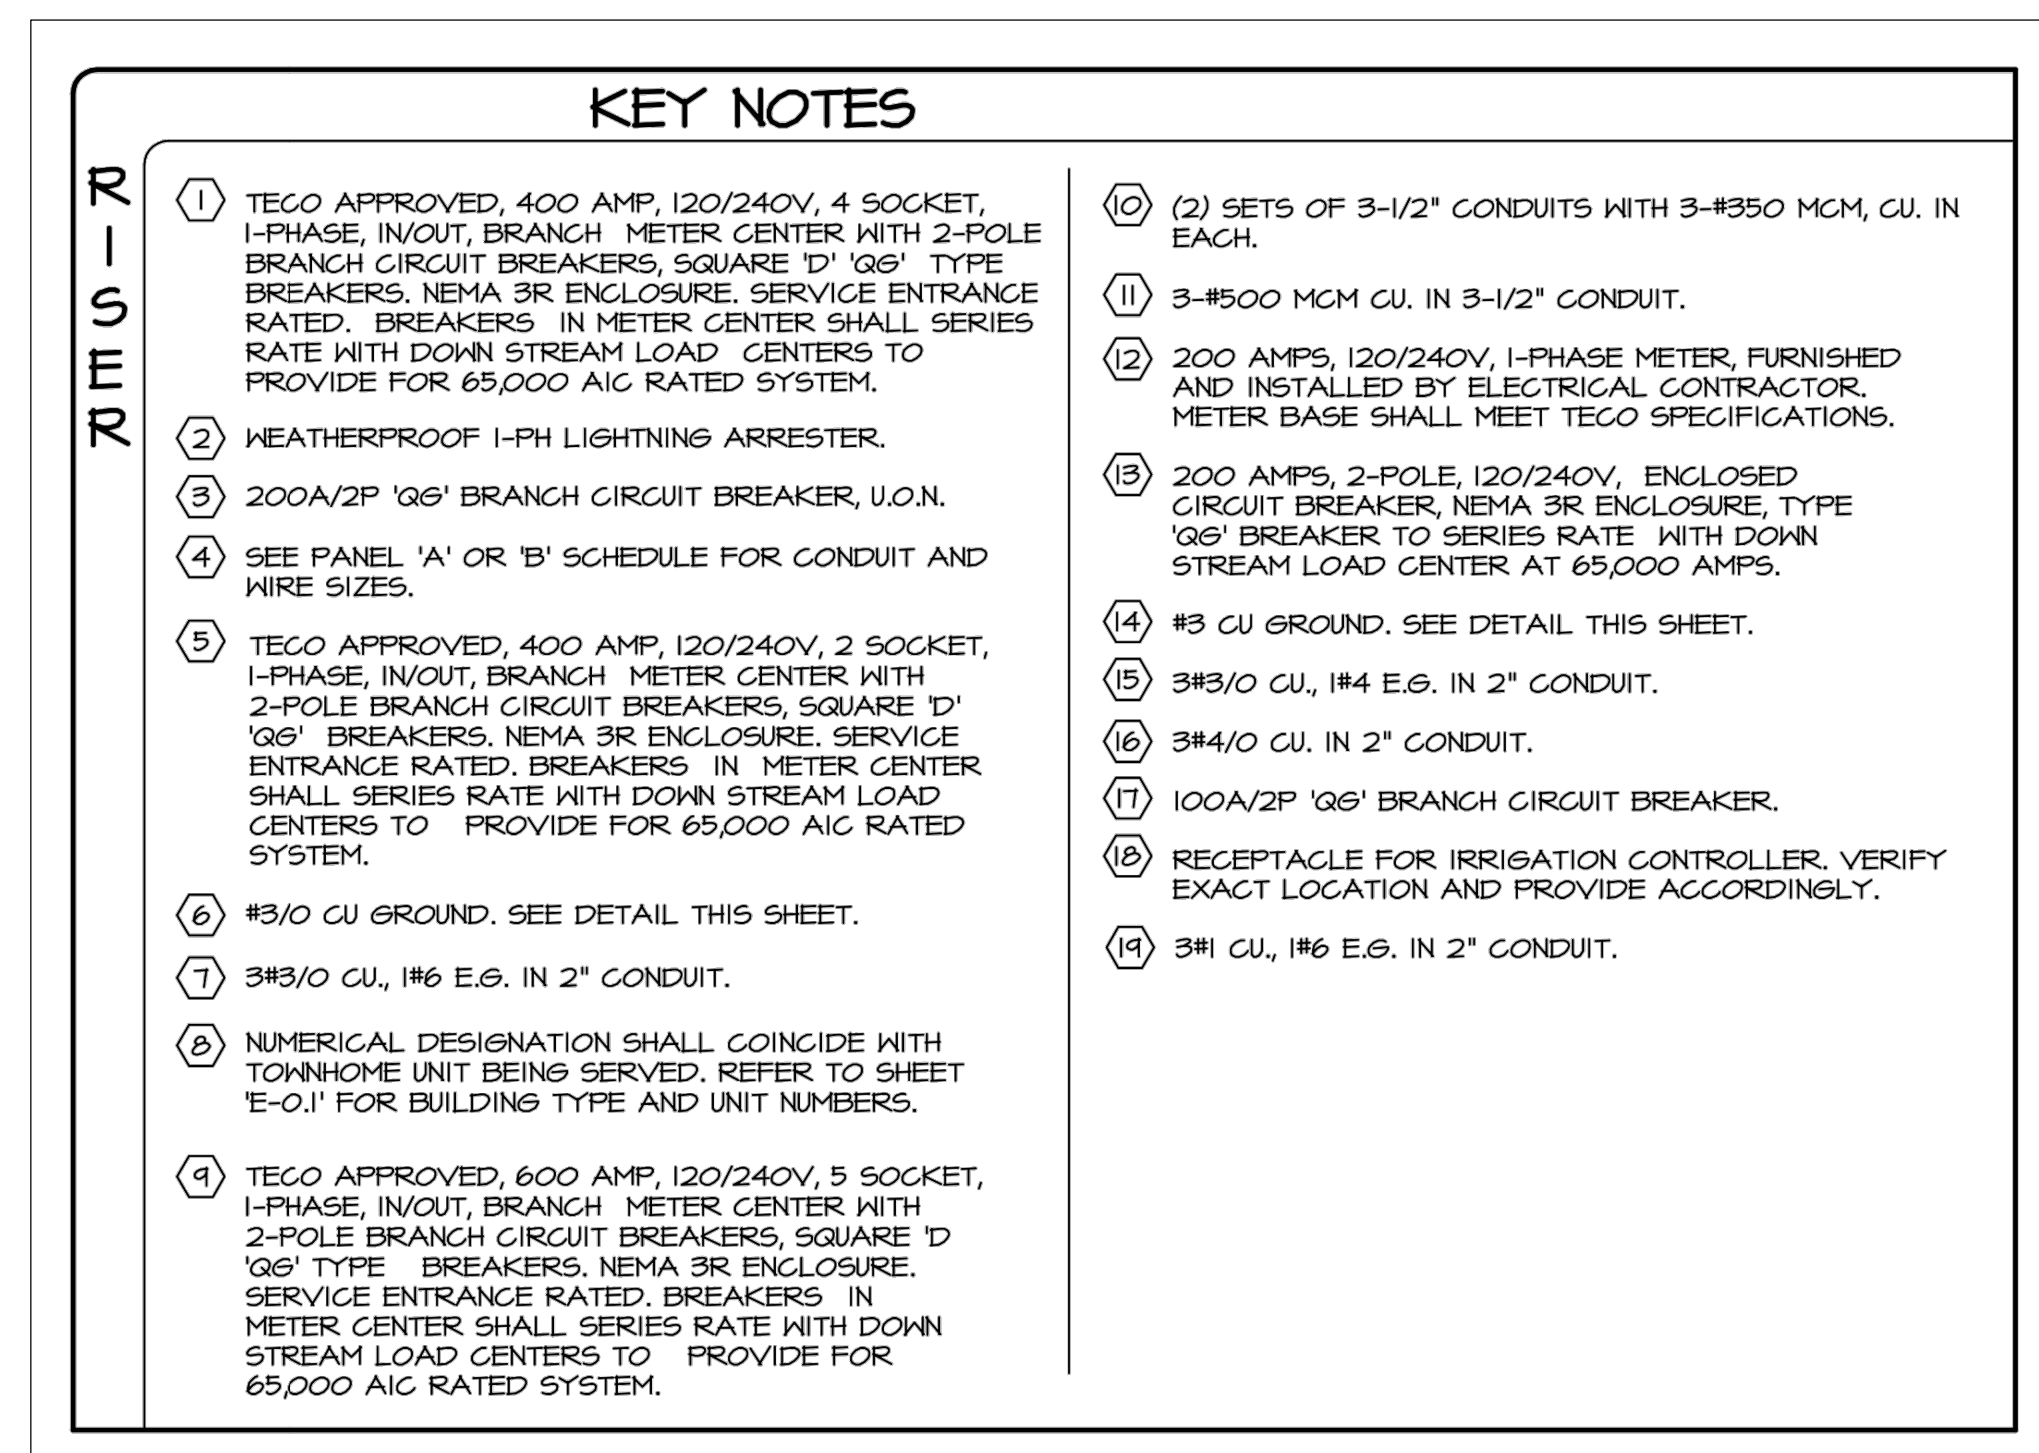 KEY NOTES
RISER
1 TECO APPROVED, 400 AMP, 120/240V, 4 SOCKET,
1-PHASE, IN/OUT, BRANCH METER CENTER WITH 2-POLE
BRANCH CIRCUIT BREAKERS, SQUARE 'D' 'QG' TYPE
BREAKERS. NEMA 3R ENCLOSURE. SERVICE ENTRANCE
RATED. BREAKERS IN METER CENTER SHALL SERIES
RATE WITH DOWN STREAM LOAD CENTERS TO
PROVIDE FOR 65,000 AIC RATED SYSTEM.
2 WEATHERPROOF 1-PH LIGHTNING ARRESTER.
3 200A/2P 'QG' BRANCH CIRCUIT BREAKER, U.O.N.
4 SEE PANEL 'A' OR 'B' SCHEDULE FOR CONDUIT AND
WIRE SIZES.
5 TECO APPROVED, 400 AMP, 120/240V, 2 SOCKET,
1-PHASE, IN/OUT, BRANCH METER CENTER WITH
2-POLE BRANCH CIRCUIT BREAKERS, SQUARE 'D'
'QG' BREAKERS. NEMA 3R ENCLOSURE. SERVICE
ENTRANCE RATED. BREAKERS IN METER CENTER
SHALL SERIES RATE WITH DOWN STREAM LOAD
CENTERS TO PROVIDE FOR 65,000 AIC RATED
SYSTEM.
6 #3/0 CU GROUND. SEE DETAIL THIS SHEET.
7 3#3/0 CU., 1#6 E.G. IN 2" CONDUIT.
8 NUMERICAL DESIGNATION SHALL COINCIDE WITH
TOWNHOME UNIT BEING SERVED. REFER TO SHEET
'E-0.1' FOR BUILDING TYPE AND UNIT NUMBERS.
9 TECO APPROVED, 600 AMP, 120/240V, 5 SOCKET,
1-PHASE, IN/OUT, BRANCH METER CENTER WITH
2-POLE BRANCH CIRCUIT BREAKERS, SQUARE 'D
'QG' TYPE BREAKERS. NEMA 3R ENCLOSURE.
SERVICE ENTRANCE RATED. BREAKERS IN
METER CENTER SHALL SERIES RATE WITH DOWN
STREAM LOAD CENTERS TO PROVIDE FOR
65,000 AIC RATED SYSTEM.
10 (2) SETS OF 3-1/2" CONDUITS WITH 3-#350 MCM, CU. IN
EACH.
11 3-#500 MCM CU. IN 3-1/2" CONDUIT.
12 200 AMPS, 120/240V, 1-PHASE METER, FURNISHED
AND INSTALLED BY ELECTRICAL CONTRACTOR.
METER BASE SHALL MEET TECO SPECIFICATIONS.
13 200 AMPS, 2-POLE, 120/240V, ENCLOSED
CIRCUIT BREAKER, NEMA 3R ENCLOSURE, TYPE
'QG' BREAKER TO SERIES RATE WITH DOWN
STREAM LOAD CENTER AT 65,000 AMPS.
14 #3 CU GROUND. SEE DETAIL THIS SHEET.
15 3#3/0 CU., 1#4 E.G. IN 2" CONDUIT.
16 3#4/0 CU. IN 2" CONDUIT.
17 100A/2P 'QG' BRANCH CIRCUIT BREAKER.
18 RECEPTACLE FOR IRRIGATION CONTROLLER. VERIFY
EXACT LOCATION AND PROVIDE ACCORDINGLY.
19 3#1 CU., 1#6 E.G. IN 2" CONDUIT.